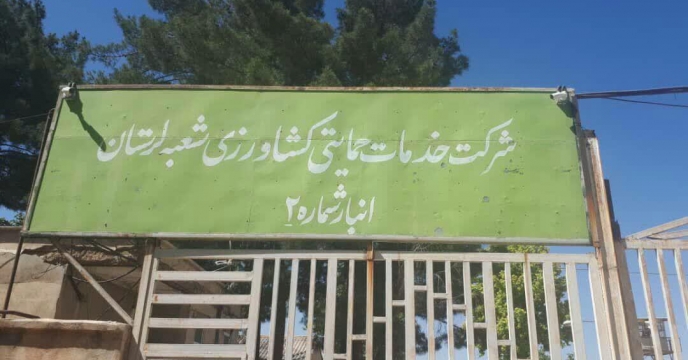 شرکت خدمات حمایتی کشاورزی شعبه لرستان
انبار شماره ۲